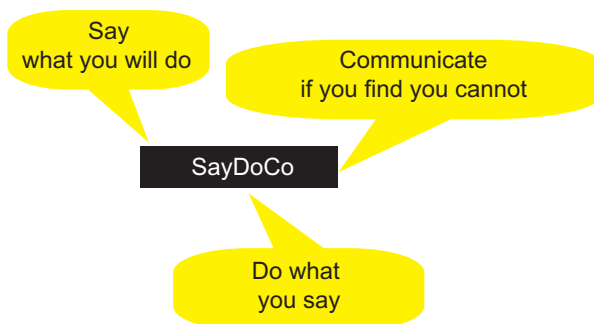 Say
what you will do
Communicate
if you find you cannot
SayDoCo
Do what
you say